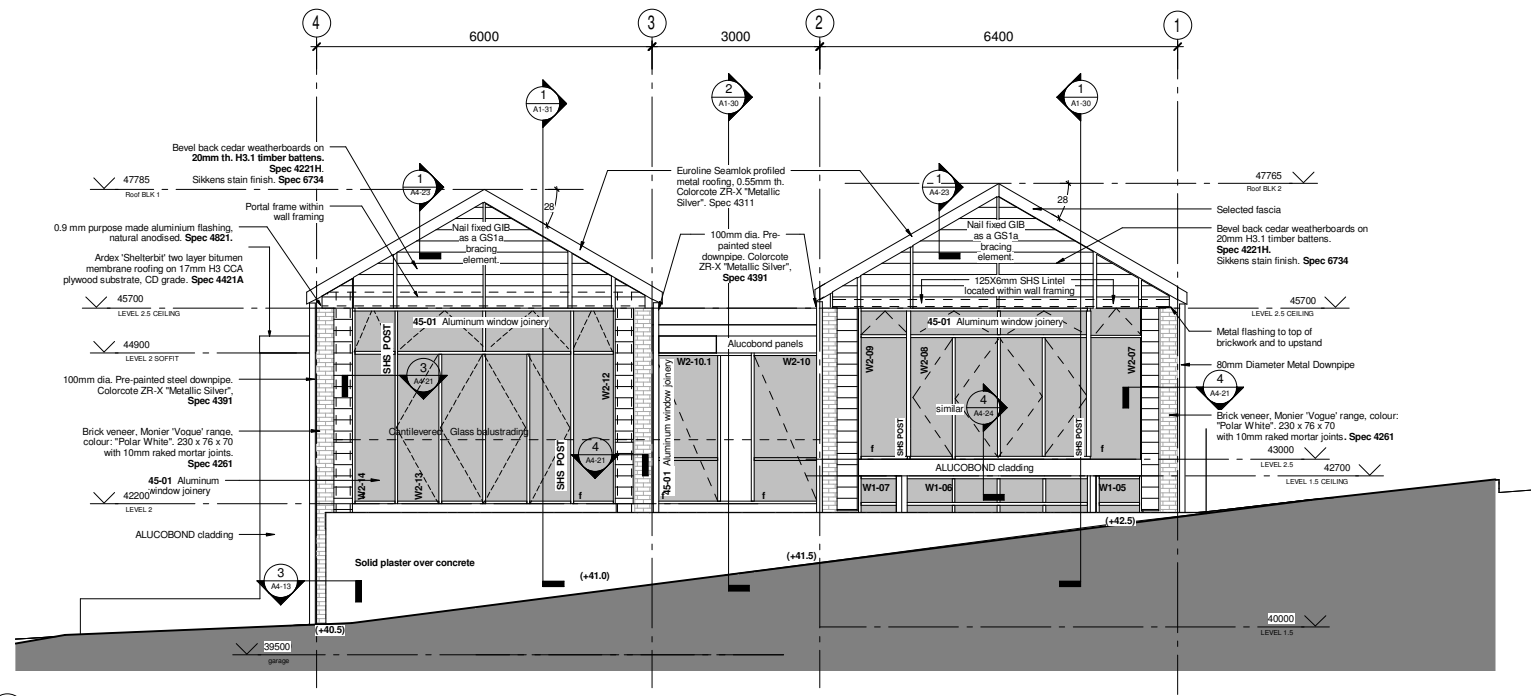 4
3
2
1
6000
3000
6400
1
A1-31
2
A1-30
1
A1-30
Bevel back cedar weatherboards on
20mm th. H3.1 timber battens.
Spec 4221H.
Sikkens stain finish. Spec 6734
47785
Roof BLK 1
1
A4-23
28
Euroline Seamlok profiled
metal roofing, 0.55mm th.
Colorcote ZR-X "Metallic
Silver". Spec 4311
1
A4-23
28
47765
Roof BLK 2
Portal frame within
wall framing
Selected fascia
0.9 mm purpose made aluminium flashing,
natural anodised. Spec 4821.
Nail fixed GIB
as a GS1a
bracing
element.
100mm dia. Pre-
painted steel
downpipe. Colorcote
ZR-X "Metallic Silver",
Spec 4391
Nail fixed GIB
as a GS1a
bracing
element.
Bevel back cedar weatherboards on
20mm H3.1 timber battens.
Spec 4221H.
Sikkens stain finish. Spec 6734
Ardex 'Shelterbit' two layer bitumen
membrane roofing on 17mm H3 CCA
plywood substrate, CD grade. Spec 4421A
125X6mm SHS Lintel
located within wall framing
45700
LEVEL 2.5 CEILING
45700
LEVEL 2.5 CEILING
45-01 Aluminum window joinery
45-01 Aluminum window joinery
Metal flashing to top of
brickwork and to upstand
44900
LEVEL 2 SOFFIT
SHS POST
Alucobond panels
W2-10.1
W2-10
W2-09
W2-08
W2-07
80mm Diameter Metal Downpipe
100mm dia. Pre-painted steel downpipe.
Colorcote ZR-X "Metallic Silver",
Spec 4391
3
A4-21
W2-12
45-01 Aluminum window joinery
4
A4-24
similar
4
A4-21
Brick veneer, Monier 'Vogue' range,
colour: "Polar White". 230 x 76 x 70
with 10mm raked mortar joints.
Spec 4261
Cantilevered Glass balustrading
4
A4-21
SHS POST
SHS POST
SHS POST
f
f
Brick veneer, Monier 'Vogue' range, colour:
"Polar White". 230 x 76 x 70
with 10mm raked mortar joints. Spec 4261
43000
LEVEL 2.5
ALUCOBOND cladding
42700
LEVEL 1.5 CEILING
45-01 Aluminum
window joinery
W2-14
W2-13
f
f
f
W1-07
W1-06
W1-05
42200
LEVEL 2
(+42.5)
ALUCOBOND cladding
Solid plaster over concrete
(+41.5)
(+41.0)
3
A4-13
(+40.5)
40000
LEVEL 1.5
39500
garage